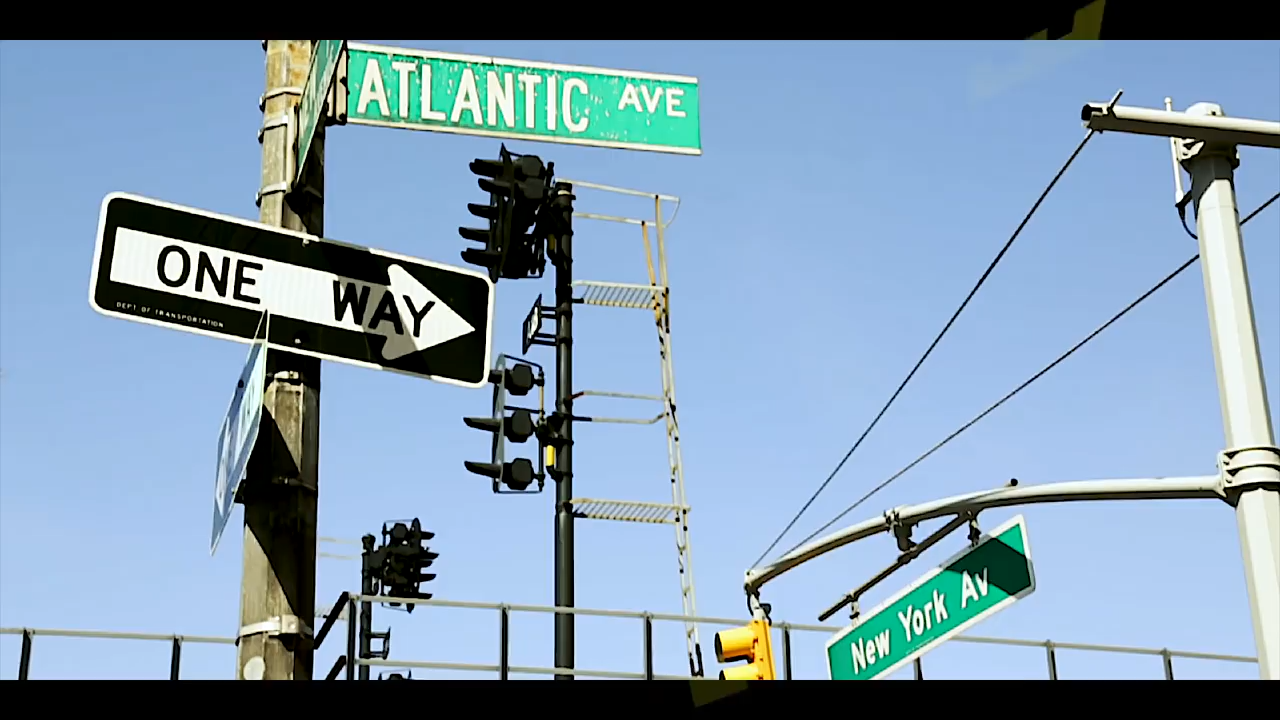 ATLANTIC AVE
ONE WAY
DEPT OF TRANSPORTATION
New York Av